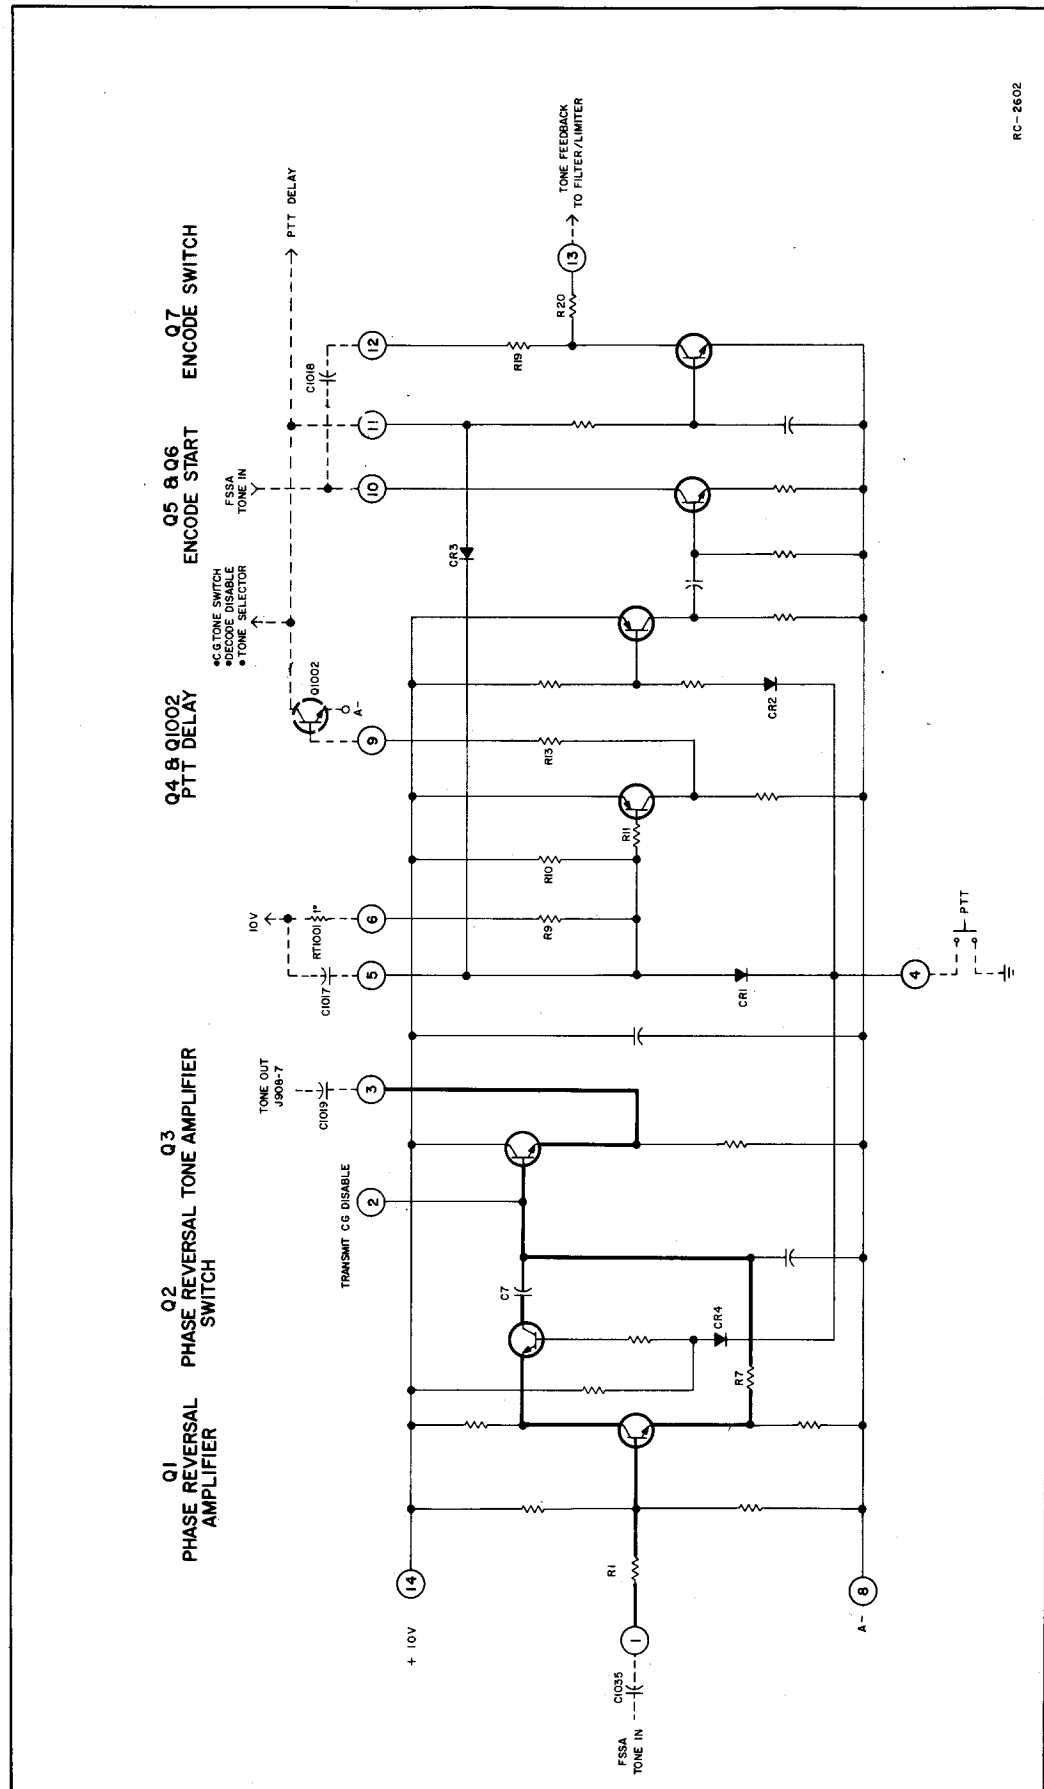 Q1
PHASE REVERSAL
AMPLIFIER
Q2
PHASE REVERSAL
SWITCH
Q3
TONE AMPLIFIER
Q4 & Q1002
PTT DELAY
Q5 & Q6
ENCODE START
Q7
ENCODE SWITCH
•C.G.TONE SWITCH
•DECODE DISABLE
•TONE SELECTOR
FSSA
TONE IN
PTT DELAY
TONE OUT
J908-7
10V
Q1002
A-
C1018
C1019
C1017
RT1001
t°
TRANSMIT CG DISABLE
2
3
5
6
9
10
11
12
+ 10V
14
CR3
C7
R9
R10
R11
R13
R19
R20
13
TONE FEEDBACK
TO FILTER/LIMITER
FSSA
TONE IN
C1035
1
R1
R7
CR4
CR1
CR2
A-
8
4
PTT
RC-2602